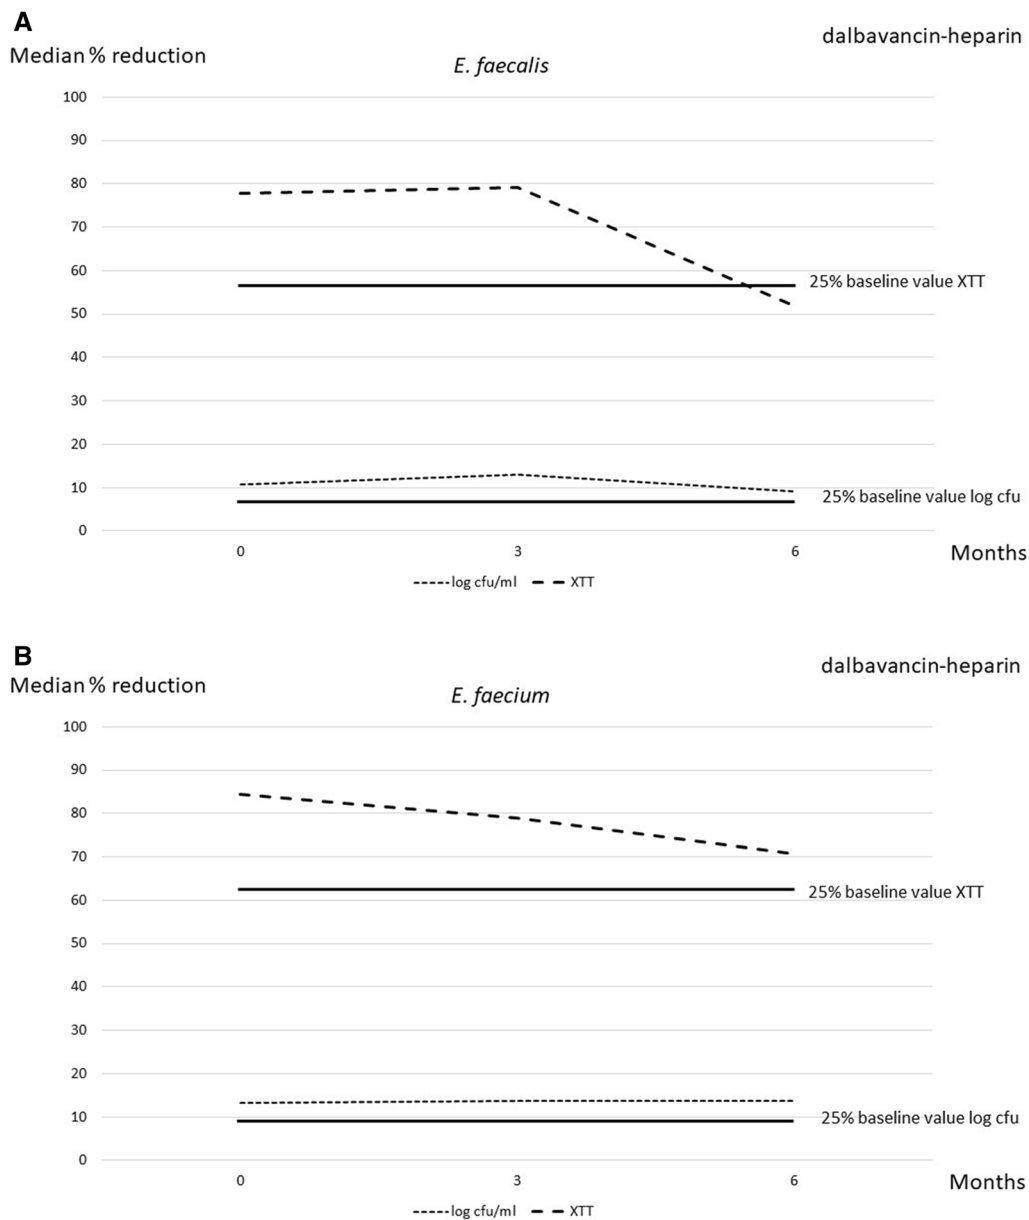 A
dalbavancin-heparin
Median % reduction
E. faecalis
100
90
80
70
60
25% baseline value XTT
50
40
30
20
10
25% baseline value log cfu
0
0 3 6 Months
log cfu/ml XTT
B
dalbavancin-heparin
Median % reduction
E. faecium
100
90
80
70
60
25% baseline value XTT
50
40
30
20
10
25% baseline value log cfu
0
0 3 6 Months
log cfu/ml XTT